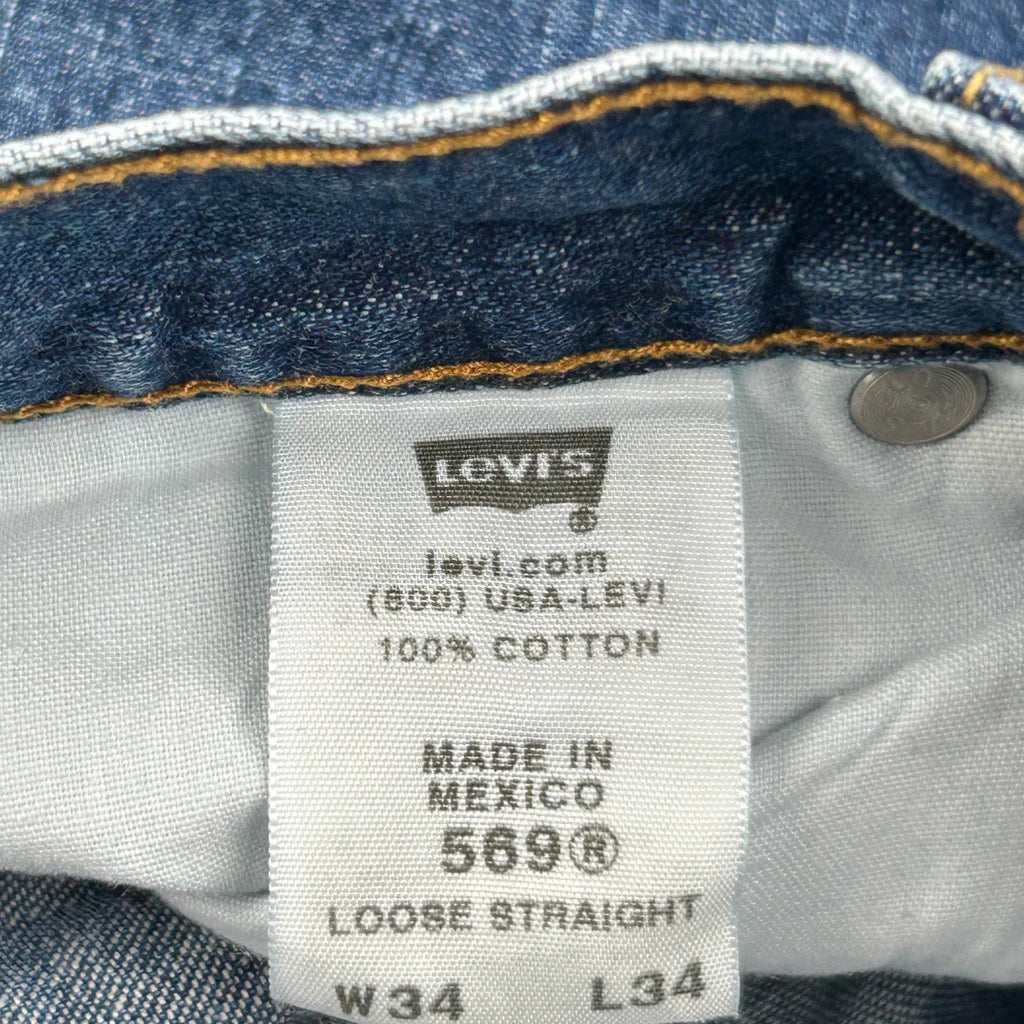 LEVI'S
®
levi.com
(800) USA-LEVI
100% COTTON
MADE IN
MEXICO
569®
LOOSE STRAIGHT
W34 L34